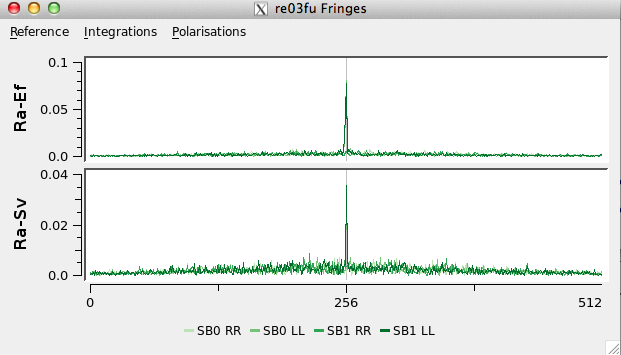 re03fu Fringes
Reference Integrations Polarisations
0.1
0.05
0.0
Ra-Ef
0.04
0.02
0.0
Ra-Sv
0 256 512
SB0 RR SB0 LL SB1 RR SB1 LL